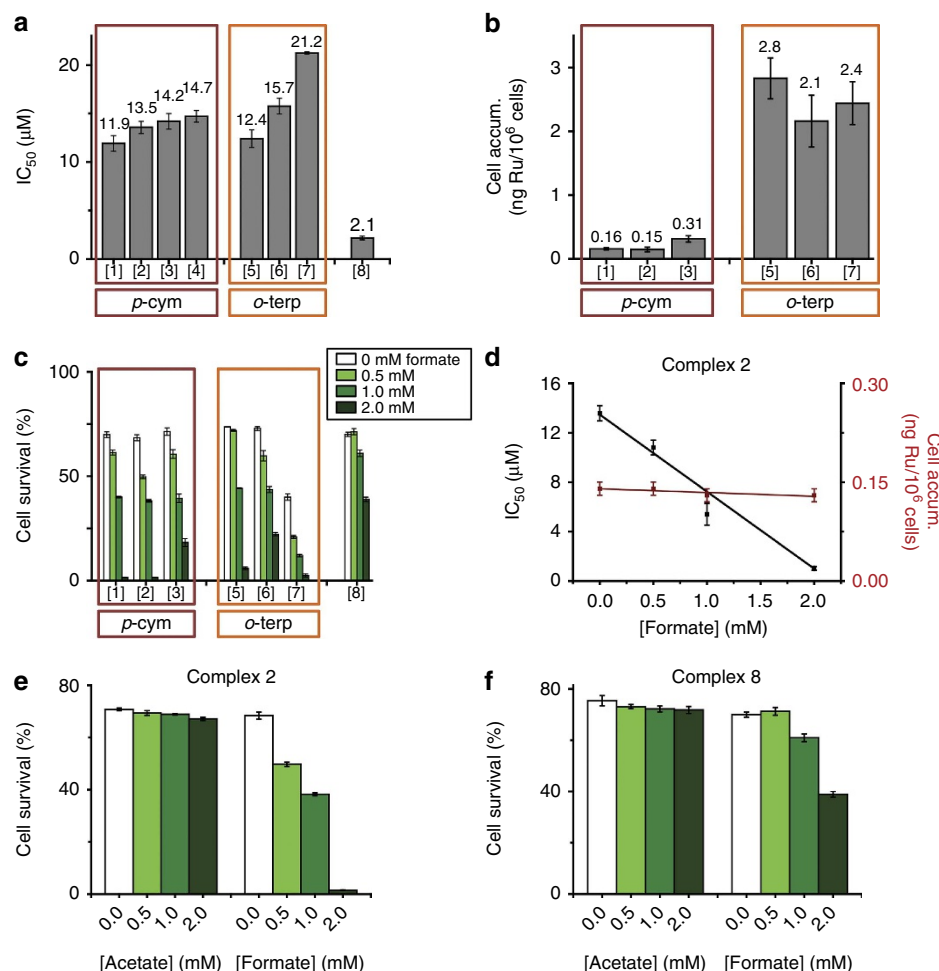 a
IC50 (μM)
20
10
0
11.9
13.5
14.2
14.7
12.4
15.7
21.2
2.1
[1] [2] [3] [4] [5] [6] [7] [8]
p-cym
o-terp
b
Cell accum.
(ng Ru/10^6 cells)
3
2
1
0
0.16
0.15
0.31
2.8
2.1
2.4
[1] [2] [3] [5] [6] [7]
p-cym
o-terp
c
Cell survival (%)
100
50
0
0 mM formate
0.5 mM
1.0 mM
2.0 mM
[1] [2] [3] [5] [6] [7] [8]
p-cym
o-terp
d
Complex 2
IC50 (μM)
16
12
8
4
0
0.30
0.15
0.00
Cell accum.
(ng Ru/10^6 cells)
0.0 0.5 1.0 1.5 2.0
[Formate] (mM)
e
Complex 2
Cell survival (%)
80
40
0
0.0 0.5 1.0 2.0 0.0 0.5 1.0 2.0
[Acetate] (mM) [Formate] (mM)
f
Complex 8
Cell survival (%)
80
40
0
0.0 0.5 1.0 2.0 0.0 0.5 1.0 2.0
[Acetate] (mM) [Formate] (mM)